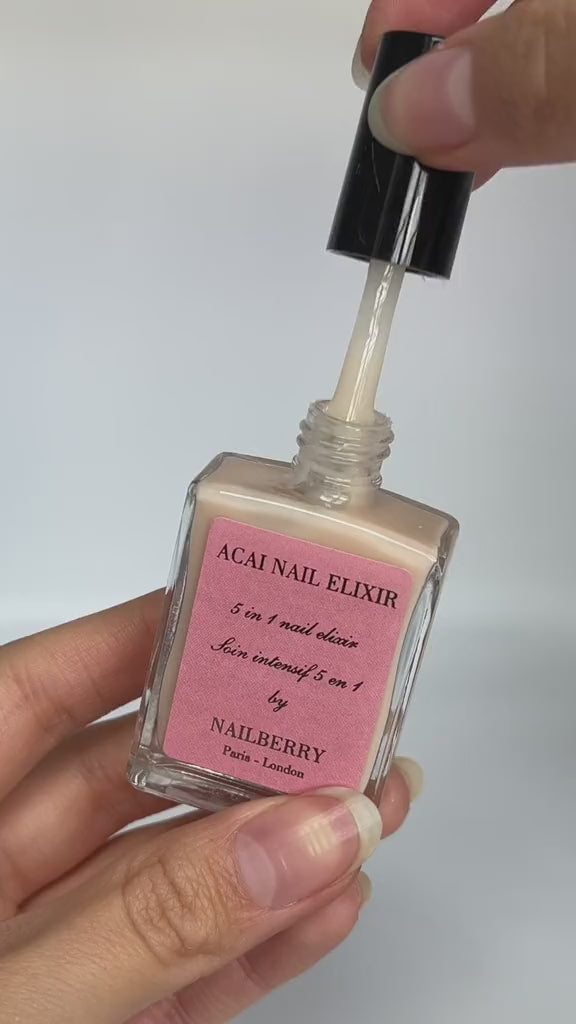 ACAI NAIL ELIXIR
5 in 1 nail elixir
Soin intensif 5 en 1
by
NAILBERRY
Paris - London